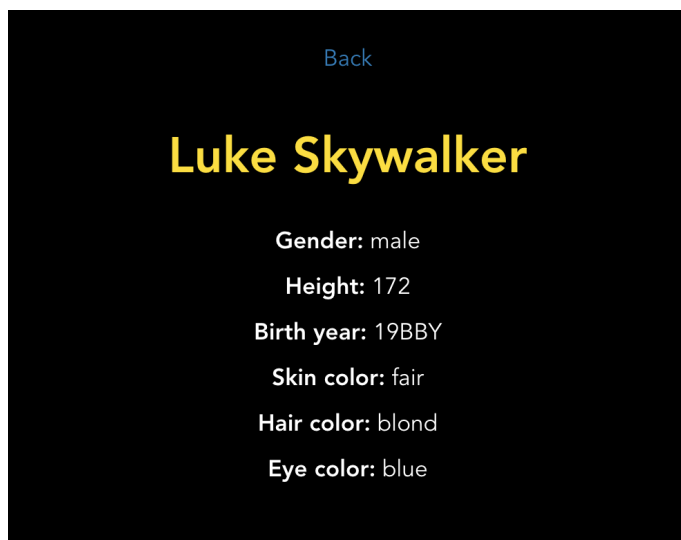 Back
Luke Skywalker
Gender: male
Height: 172
Birth year: 19BBY
Skin color: fair
Hair color: blond
Eye color: blue